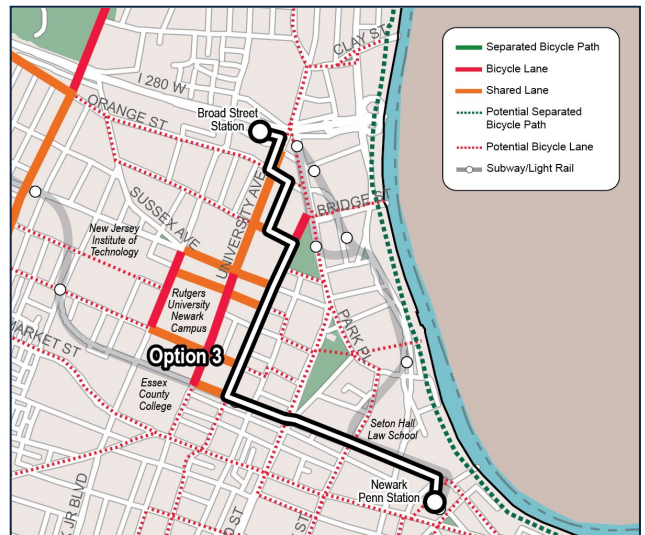 CLAY ST
I 280 W
Broad Street
Station
ORANGE ST
BRIDGE ST
SUSSEX AVE
UNIVERSITY AVE
New Jersey
Institute of
Technology
Rutgers
University
Newark
Campus
PARK PL
MARKET ST
Option 3
Essex
County
College
Seton Hall
Law School
Newark
Penn Station
JR BLVD
ST
ST
Separated Bicycle Path
Bicycle Lane
Shared Lane
Potential Separated
Bicycle Path
Potential Bicycle Lane
Subway/Light Rail